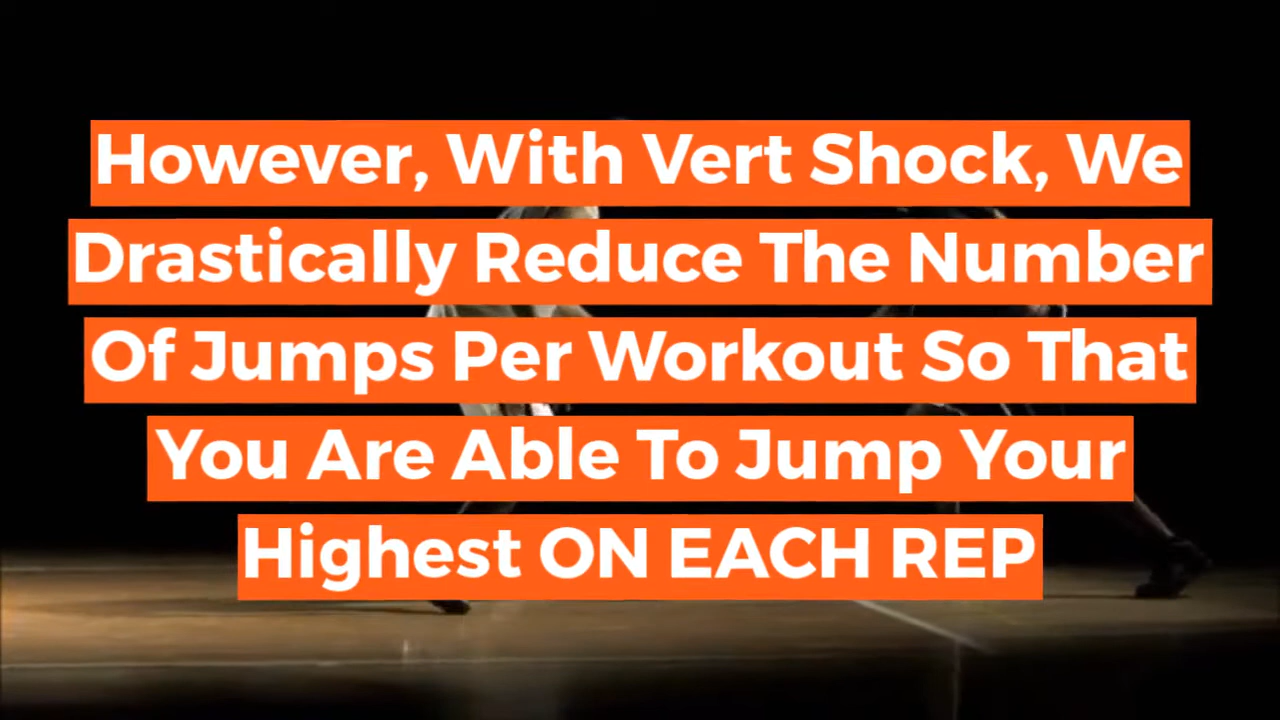 However, With Vert Shock, We
Drastically Reduce The Number
Of Jumps Per Workout So That
You Are Able To Jump Your
Highest ON EACH REP